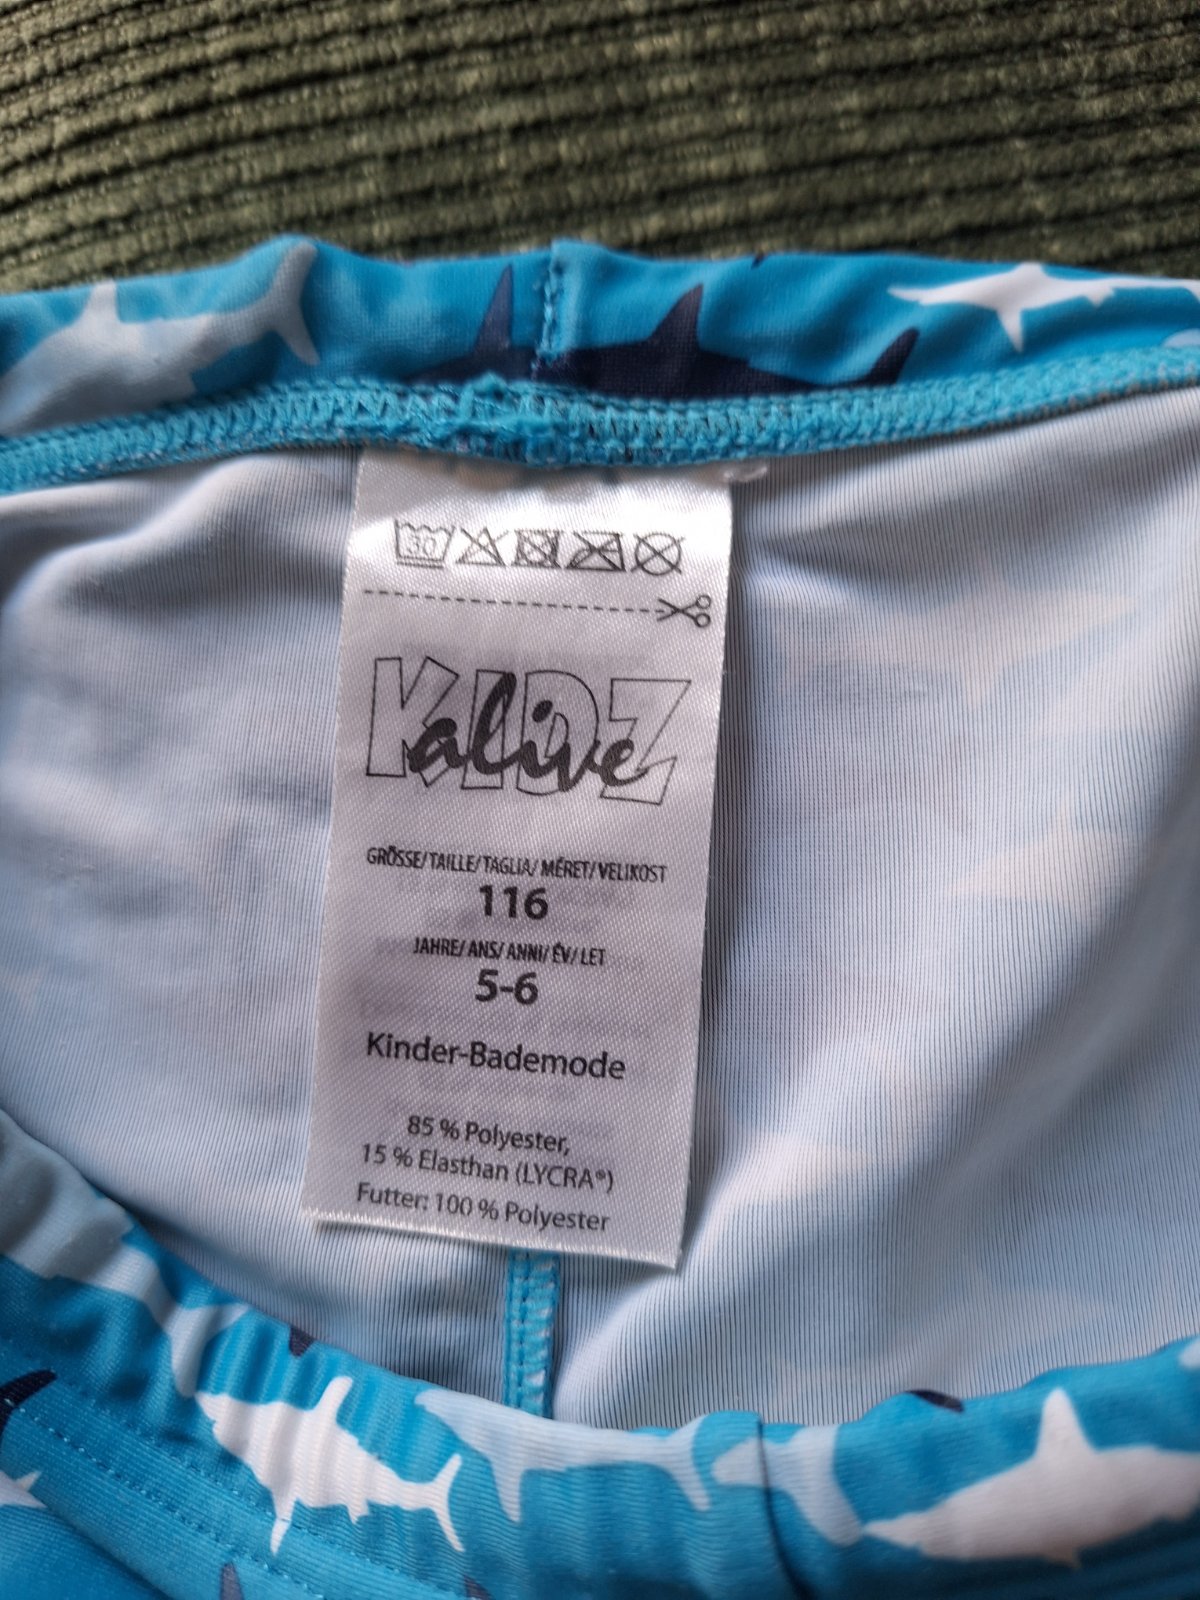 30
KIDZ
alive
GRÖSSE/TAILLE/TAGLIA/ MÉRET/VELIKOST
116
JAHRE/ ANS/ ANNI/ ÉV/ LET
5-6
Kinder-Bademode
85 % Polyester,
15 % Elasthan (LYCRA®)
Futter: 100 % Polyester